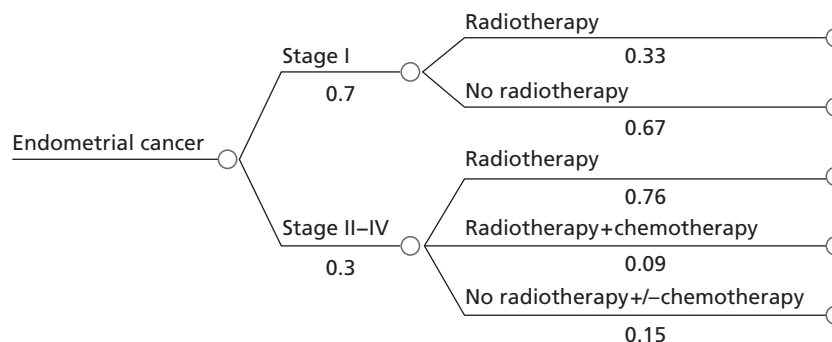 Radiotherapy
Stage I
0.33
0.7
No radiotherapy
0.67
Endometrial cancer
Radiotherapy
0.76
Stage II–IV
Radiotherapy+chemotherapy
0.3
0.09
No radiotherapy+/–chemotherapy
0.15